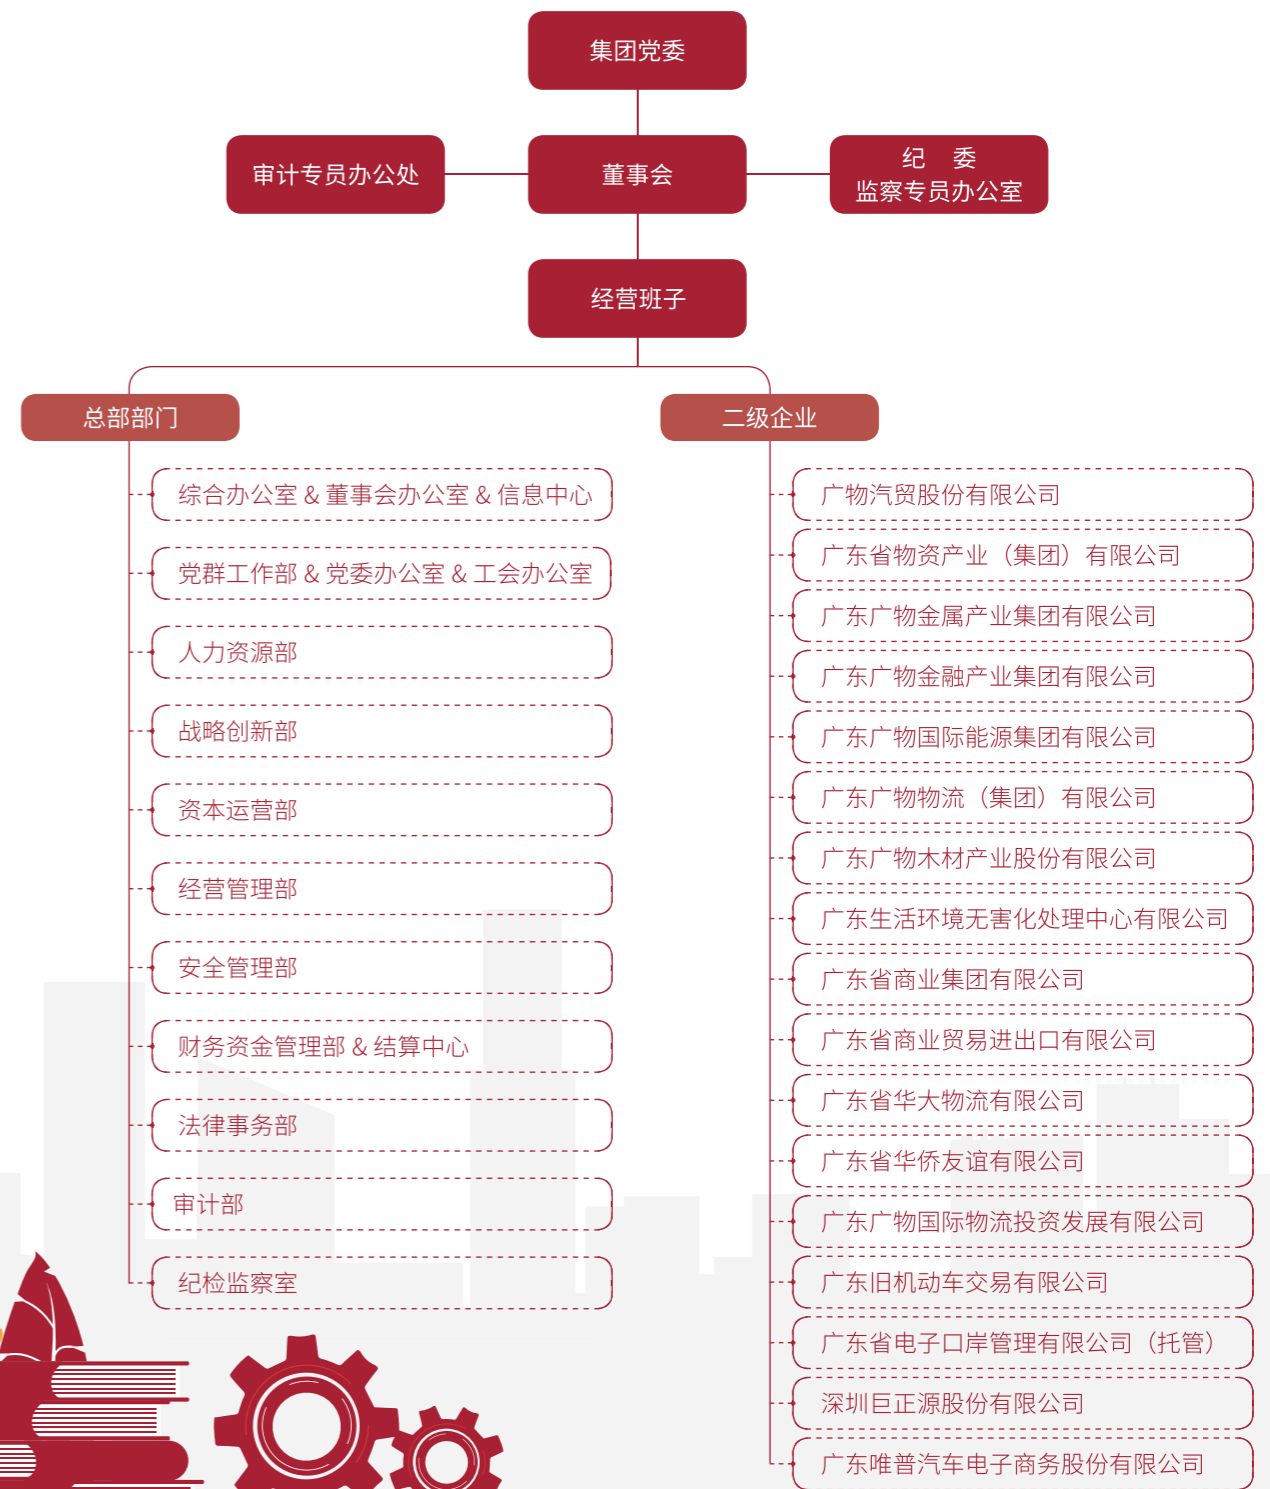 集团党委
审计专员办公处
董事会
纪 委
监察专员办公室
经营班子
总部部门
综合办公室 & 董事会办公室 & 信息中心
党群工作部 & 党委办公室 & 工会办公室
人力资源部
战略创新部
资本运营部
经营管理部
安全管理部
财务资金管理部 & 结算中心
法律事务部
审计部
纪检监察室
二级企业
广物汽贸股份有限公司
广东省物资产业（集团）有限公司
广东广物金属产业集团有限公司
广东广物金融产业集团有限公司
广东广物国际能源集团有限公司
广东广物物流（集团）有限公司
广东广物木材产业股份有限公司
广东生活环境无害化处理中心有限公司
广东省商业集团有限公司
广东省商业贸易进出口有限公司
广东省华大物流有限公司
广东省华侨友谊有限公司
广东广物国际物流投资发展有限公司
广东旧机动车交易有限公司
广东省电子口岸管理有限公司（托管）
深圳巨正源股份有限公司
广东唯普汽车电子商务股份有限公司